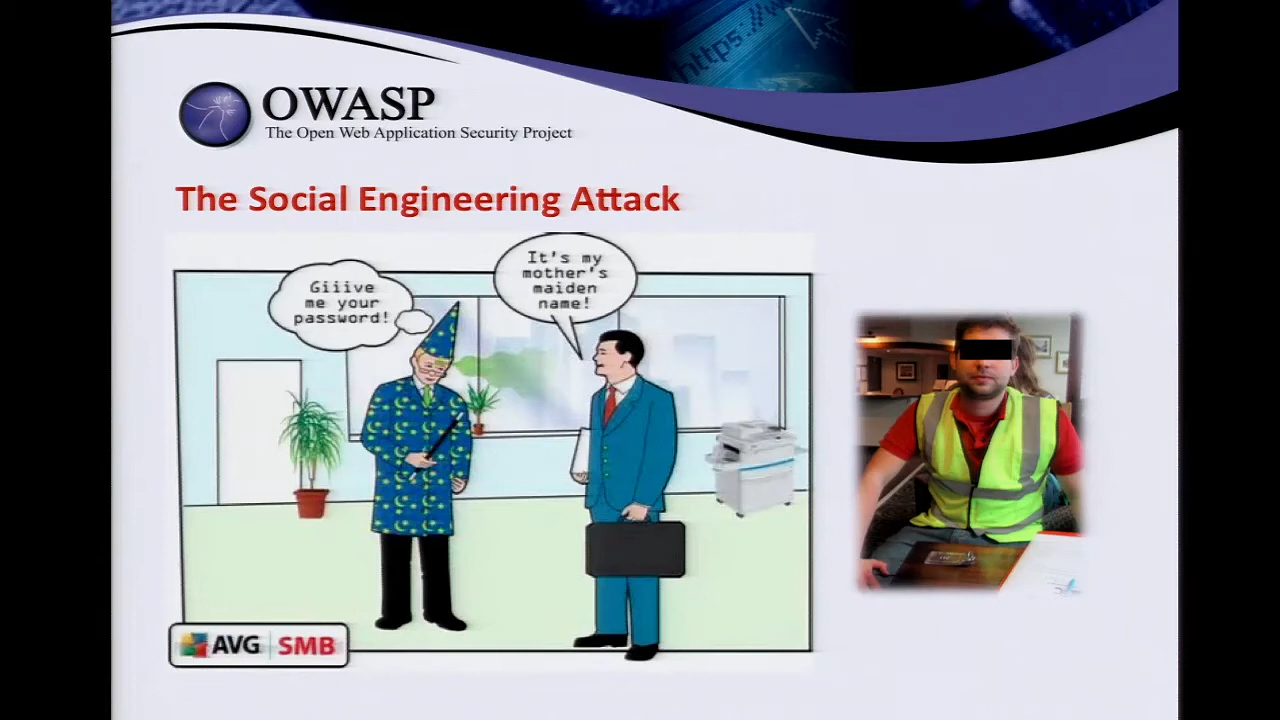 https://w
OWASP
The Open Web Application Security Project
The Social Engineering Attack
Giiive
me your
password!
It's my
mother's
maiden
name!
AVG SMB